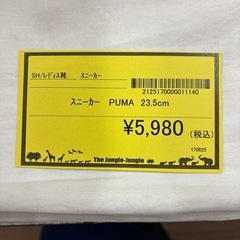 SH/レディス靴　スニーカー
2125170000011140
スニーカー　PUMA　23.5cm
¥5,980(税込)
170625
The Jungle-Jungle